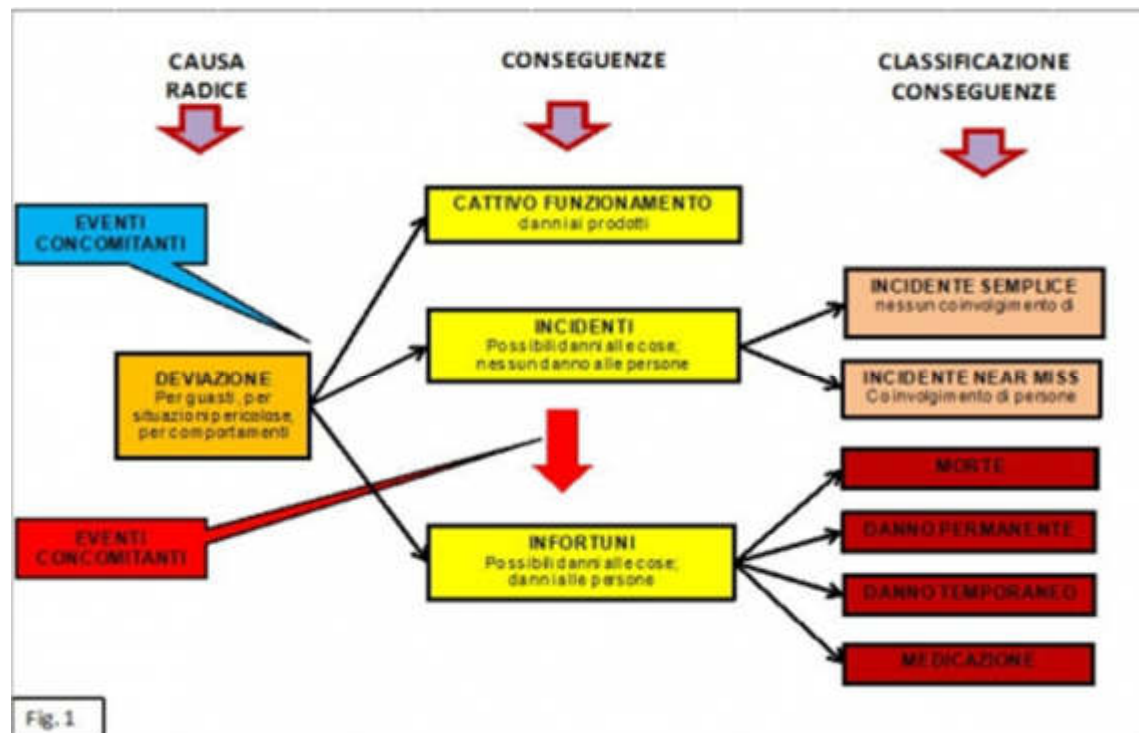 CAUSA
RADICE
CONSEGUENZE
CLASSIFICAZIONE
CONSEGUENZE
EVENTI
CONCOMITANTI
DEVIAZIONE
Per guasti, per
situazioni pericolose,
per comportamenti
EVENTI
CONCOMITANTI
CATTIVO FUNZIONAMENTO
danni ai prodotti
INCIDENTI
Possibili danni alle cose;
nessun danno alle persone
INFORTUNI
Possibili danni alle cose;
danni alle persone
INCIDENTE SEMPLICE
nessun coinvolgimento di
INCIDENTE NEAR MISS
Coinvolgimento di persone
MORTE
DANNO PERMANENTE
DANNO TEMPORANEO
MEDICAZIONE
Fig. 1